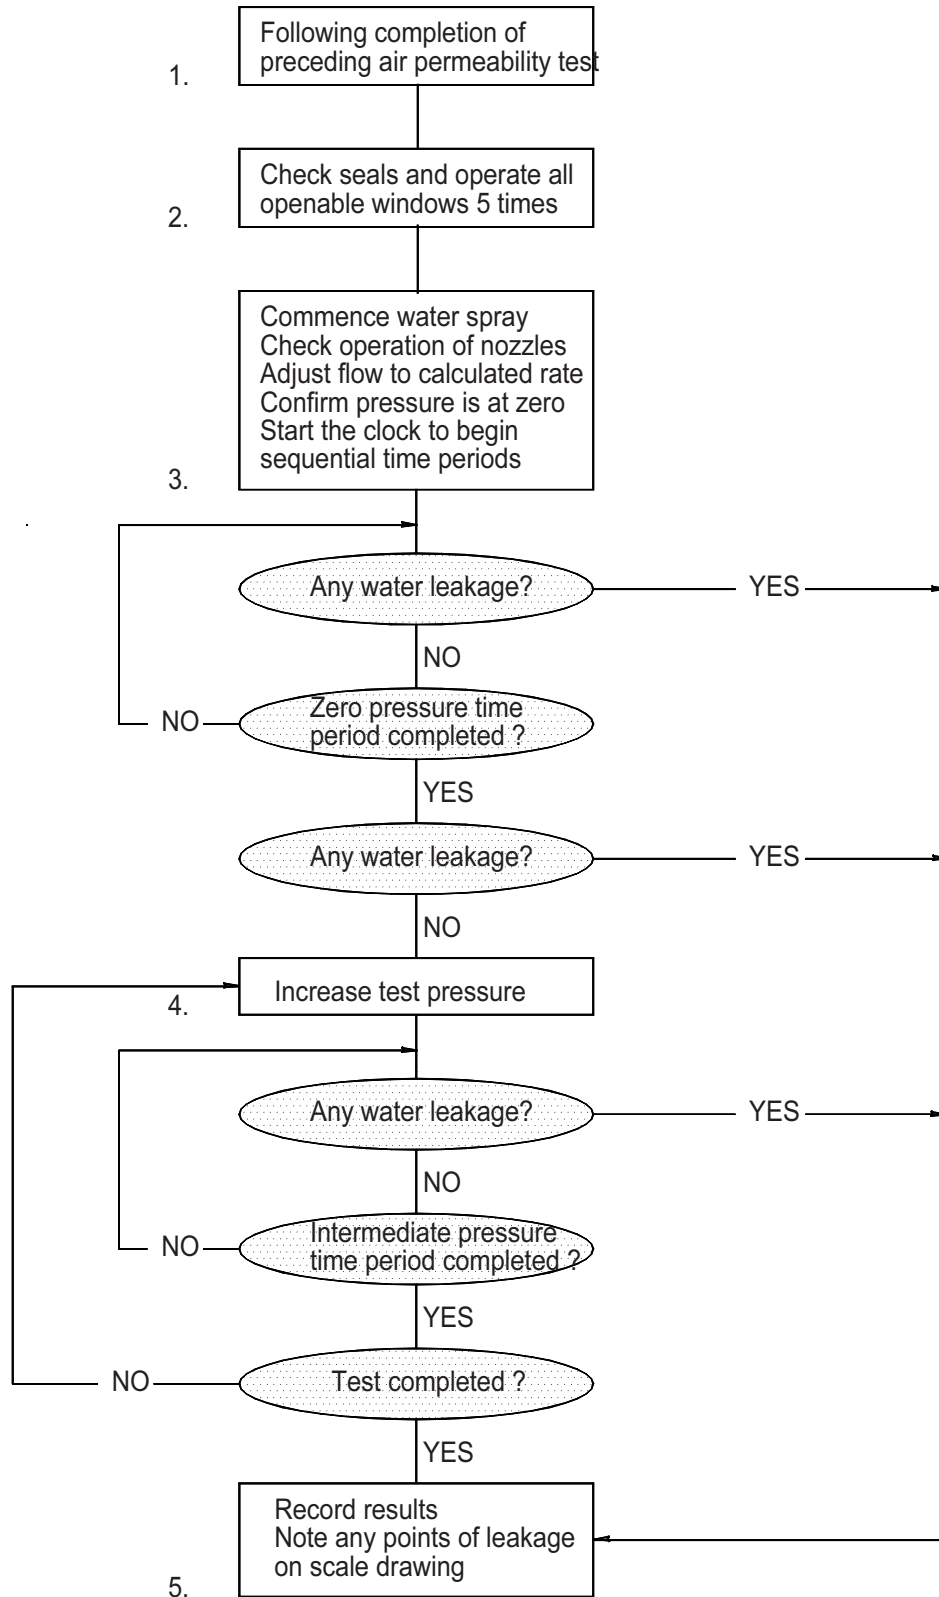 Following completion of
preceding air permeability test
1.
Check seals and operate all
openable windows 5 times
2.
Commence water spray
Check operation of nozzles
Adjust flow to calculated rate
Confirm pressure is at zero
Start the clock to begin
sequential time periods
3.
Any water leakage?
YES
NO
Zero pressure time
period completed ?
NO
YES
Any water leakage?
YES
NO
Increase test pressure
4.
Any water leakage?
YES
NO
Intermediate pressure
time period completed ?
NO
YES
Test completed ?
NO
YES
Record results
Note any points of leakage
on scale drawing
5.